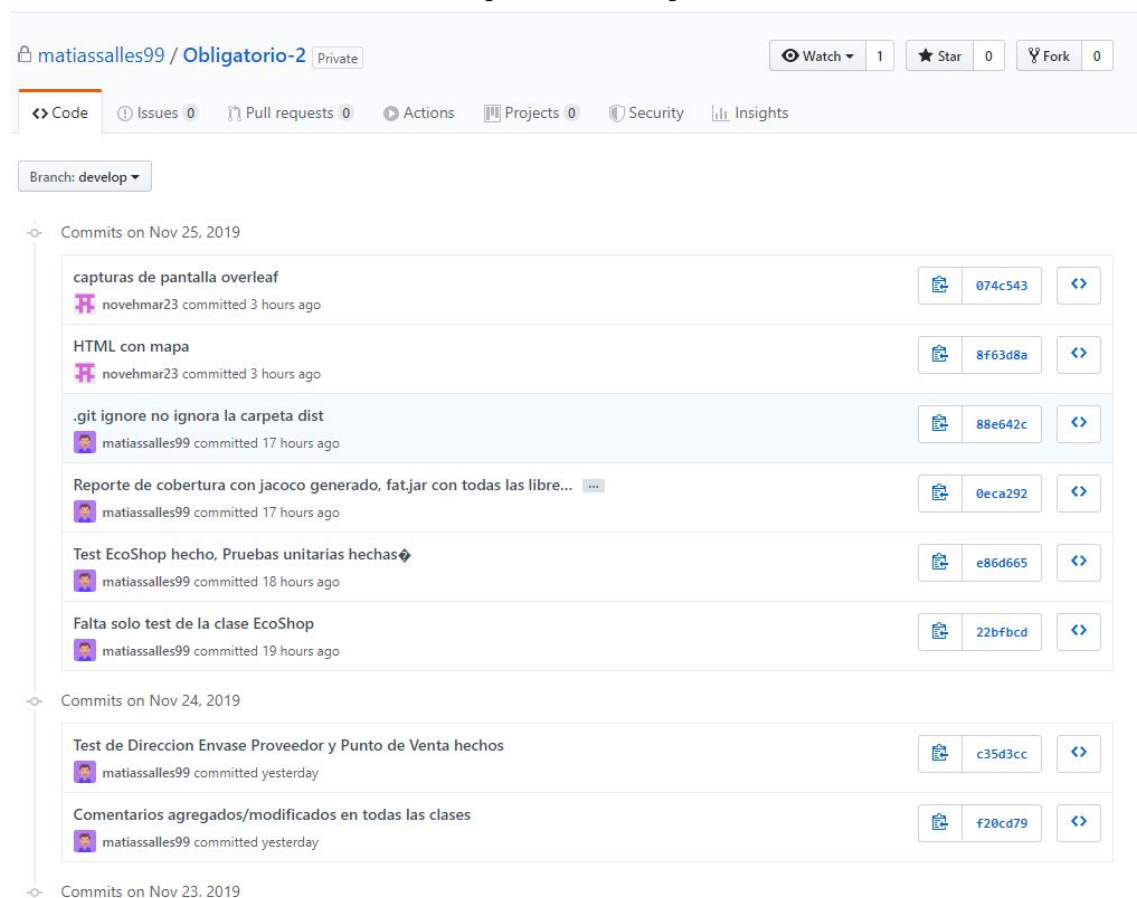 matiassalles99 / Obligatorio-2 Private Watch 1 Star 0 Fork 0
Code Issues 0 Pull requests 0 Actions Projects 0 Security Insights
Branch: develop
Commits on Nov 25, 2019
capturas de pantalla overleaf
novehmar23 committed 3 hours ago
074c543
HTML con mapa
novehmar23 committed 3 hours ago
8f63d8a
.git ignore no ignora la carpeta dist
matiassalles99 committed 17 hours ago
88e642c
Reporte de cobertura con jacoco generado, fat.jar con todas las libre... ...
matiassalles99 committed 17 hours ago
0eca292
Test EcoShop hecho, Pruebas unitarias hechas�
matiassalles99 committed 18 hours ago
e86d665
Falta solo test de la clase EcoShop
matiassalles99 committed 19 hours ago
22bfbcd
Commits on Nov 24, 2019
Test de Direccion Envase Proveedor y Punto de Venta hechos
matiassalles99 committed yesterday
c35d3cc
Comentarios agregados/modificados en todas las clases
matiassalles99 committed yesterday
f20cd79
Commits on Nov 23, 2019